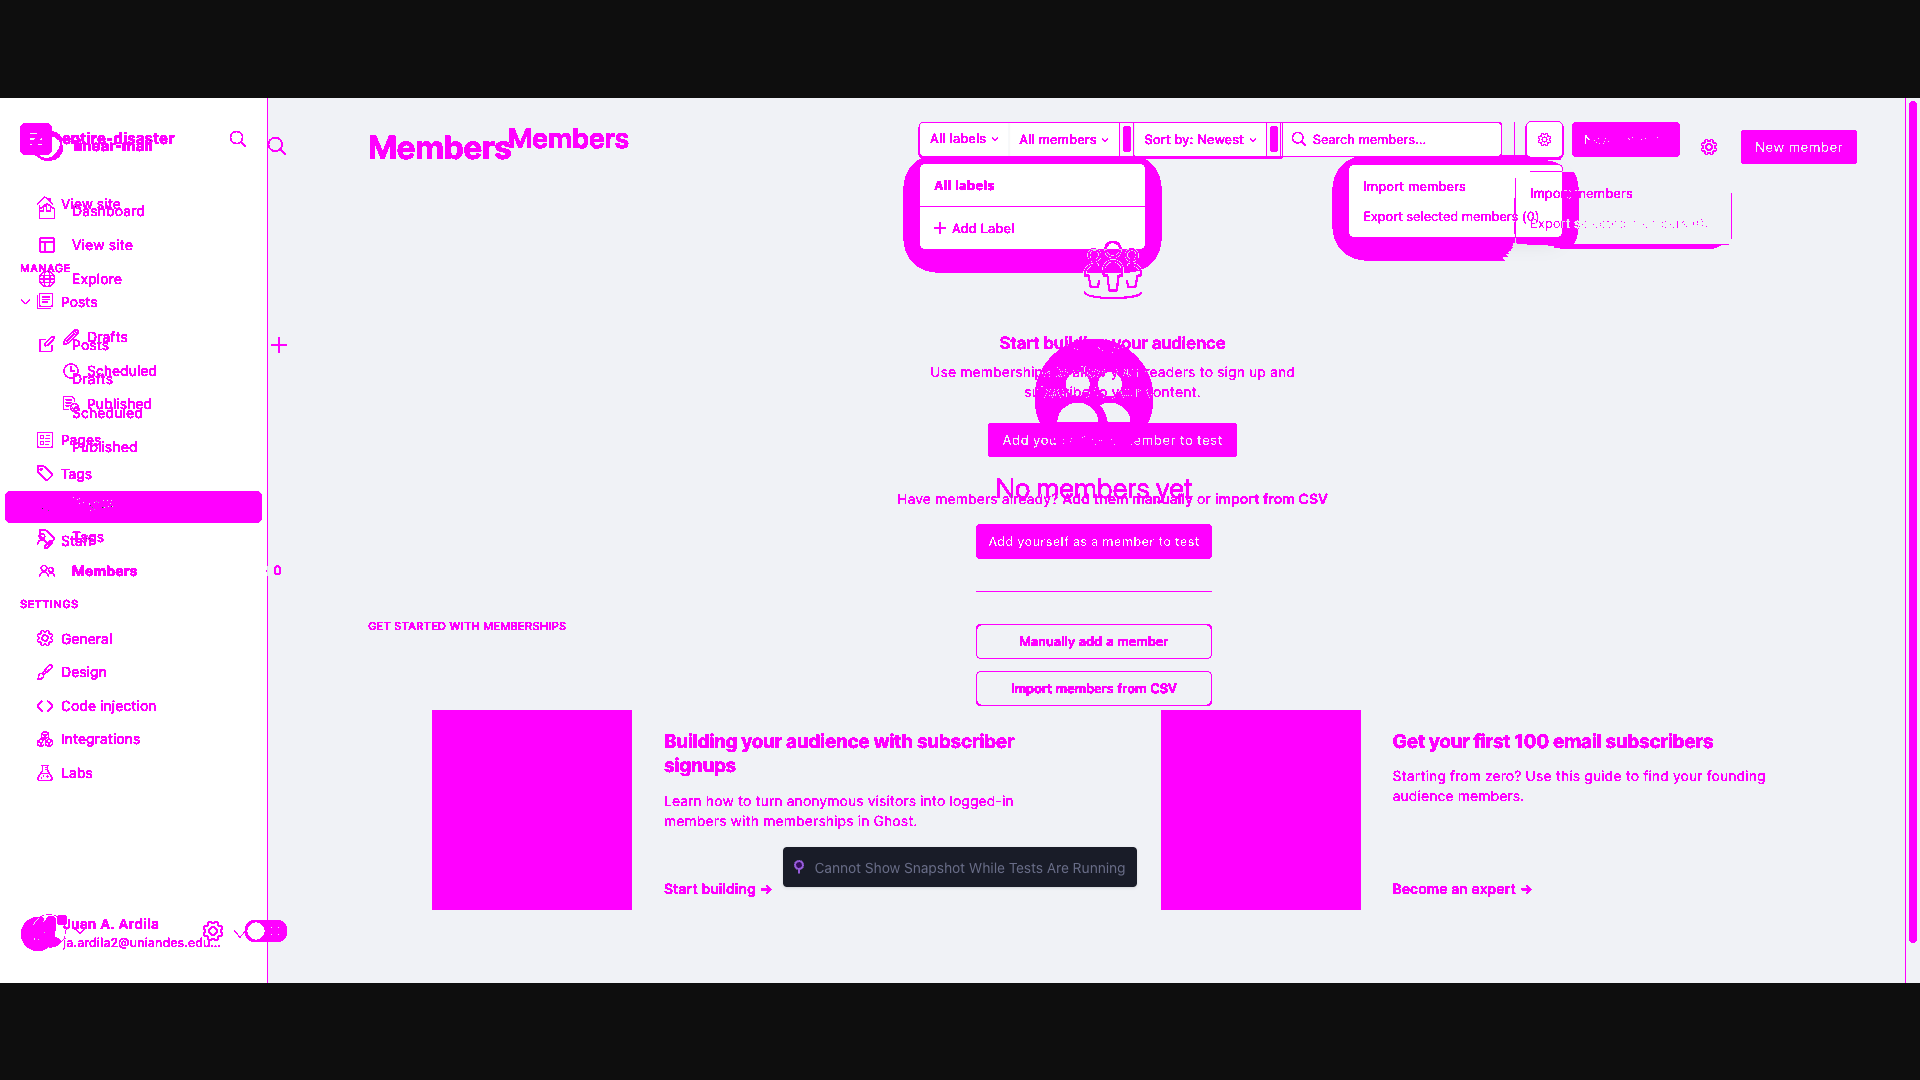 entire-disaster
linear-mail
View site
Dashboard
View site
MANAGE
Explore
Posts
Drafts
Posts
Scheduled
Drafts
Published
Scheduled
Pages
Published
Tags
Staff
Tags
Members
0
SETTINGS
General
Design
Code injection
Integrations
Labs
Juan A. Ardila
ja.ardila2@uniandes.edu...
Members
Members
All labels
All members
Sort by: Newest
Search members...
New member
All labels
+ Add Label
Import members
Export selected members (0)
Import members
Start building your audience
Use memberships to allow your readers to sign up and
subscribe to your content.
Add yourself as a member to test
No members yet
Have members already? Add them manually or import from CSV
Add yourself as a member to test
GET STARTED WITH MEMBERSHIPS
Manually add a member
Import members from CSV
Building your audience with subscriber
signups
Learn how to turn anonymous visitors into logged-in
members with memberships in Ghost.
Start building →
Get your first 100 email subscribers
Starting from zero? Use this guide to find your founding
audience members.
Become an expert →
Cannot Show Snapshot While Tests Are Running